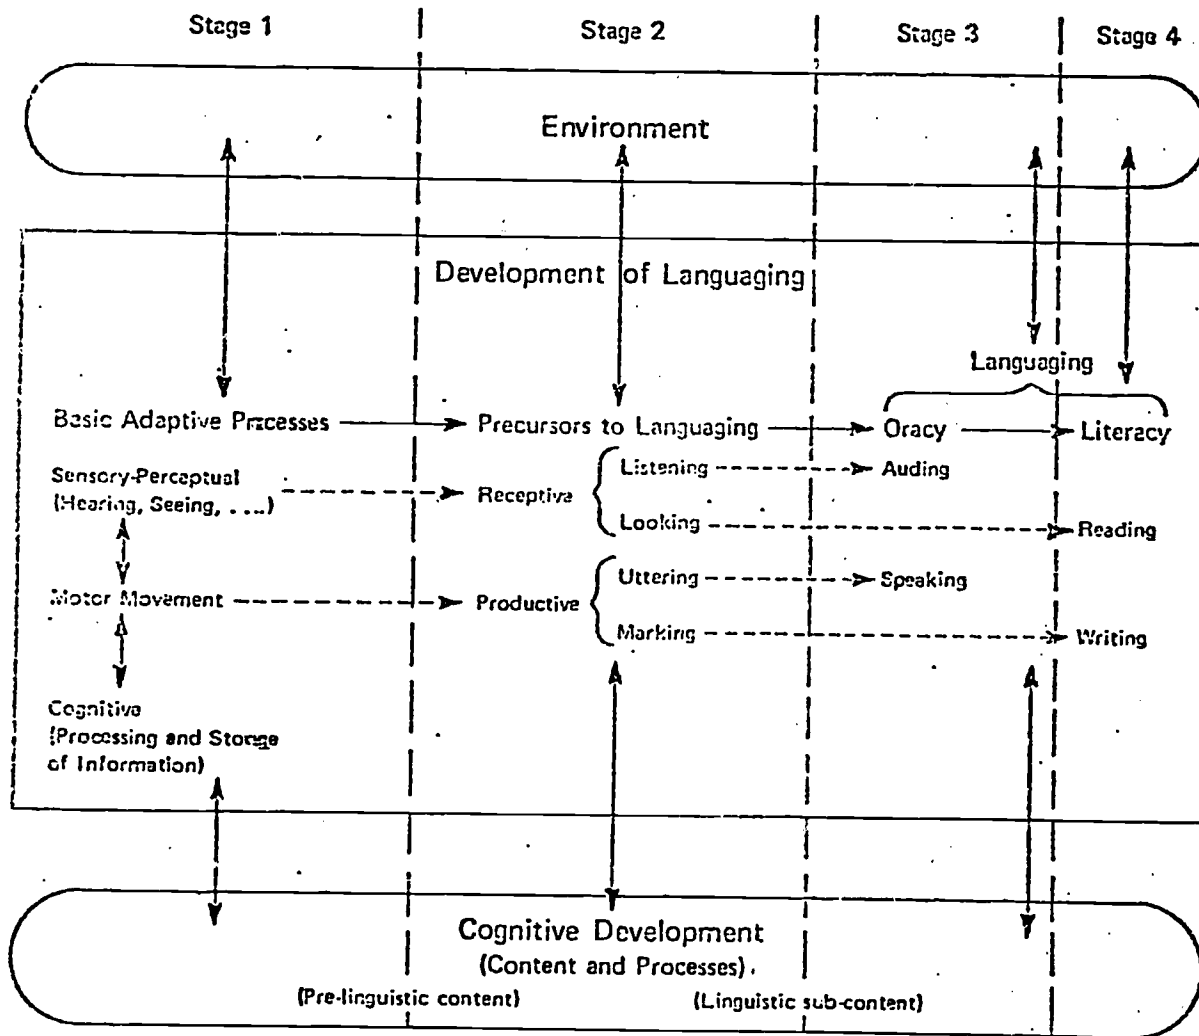 Stage 1 Stage 2 Stage 3 Stage 4
Environment
Development of Languaging
Languaging
Basic Adaptive Processes Precursors to Languaging Oracy Literacy
Sensory-Perceptual
(Hearing, Seeing, . . . .)
Receptive
Listening Auding
Looking Reading
Motor Movement
Productive
Uttering Speaking
Marking Writing
Cognitive
(Processing and Storage
of Information)
Cognitive Development
(Content and Processes).
(Pre-linguistic content) (Linguistic sub-content)